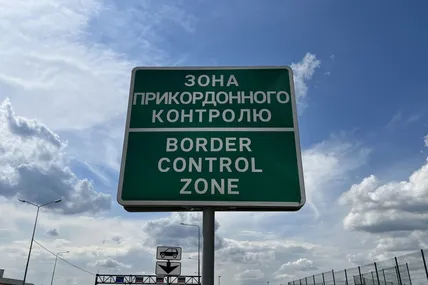 ЗОНА
ПРИКОРДОННОГО
КОНТРОЛЮ
BORDER
CONTROL
ZONE